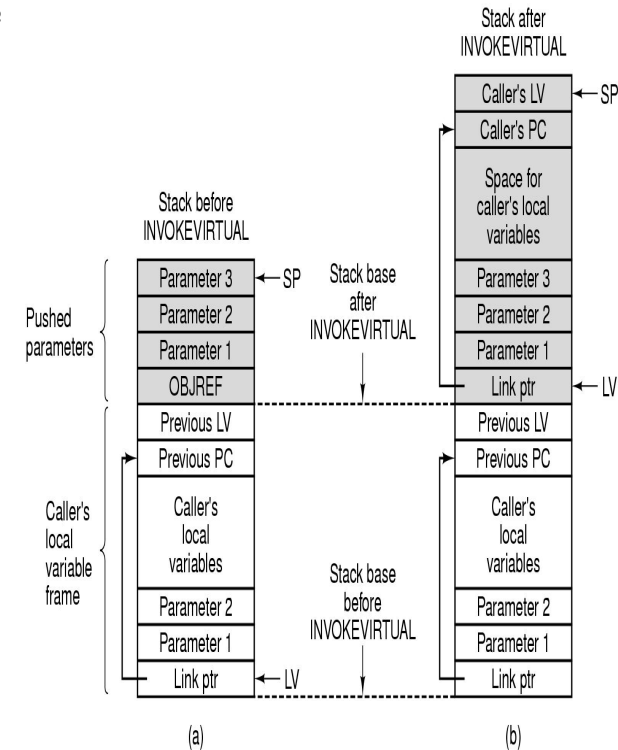 Stack after
INVOKEVIRTUAL
Caller's LV
SP
Caller's PC
Space for
caller's local
variables
Parameter 3
Parameter 2
Parameter 1
Link ptr
LV
Previous LV
Previous PC
Caller's
local
variables
Parameter 2
Parameter 1
Link ptr
(b)
Stack before
INVOKEVIRTUAL
Parameter 3
SP
Parameter 2
Parameter 1
OBJREF
Pushed
parameters
Previous LV
Previous PC
Caller's
local
variables
Parameter 2
Parameter 1
Link ptr
LV
Caller's
local
variable
frame
(a)
Stack base
after
INVOKEVIRTUAL
Stack base
before
INVOKEVIRTUAL